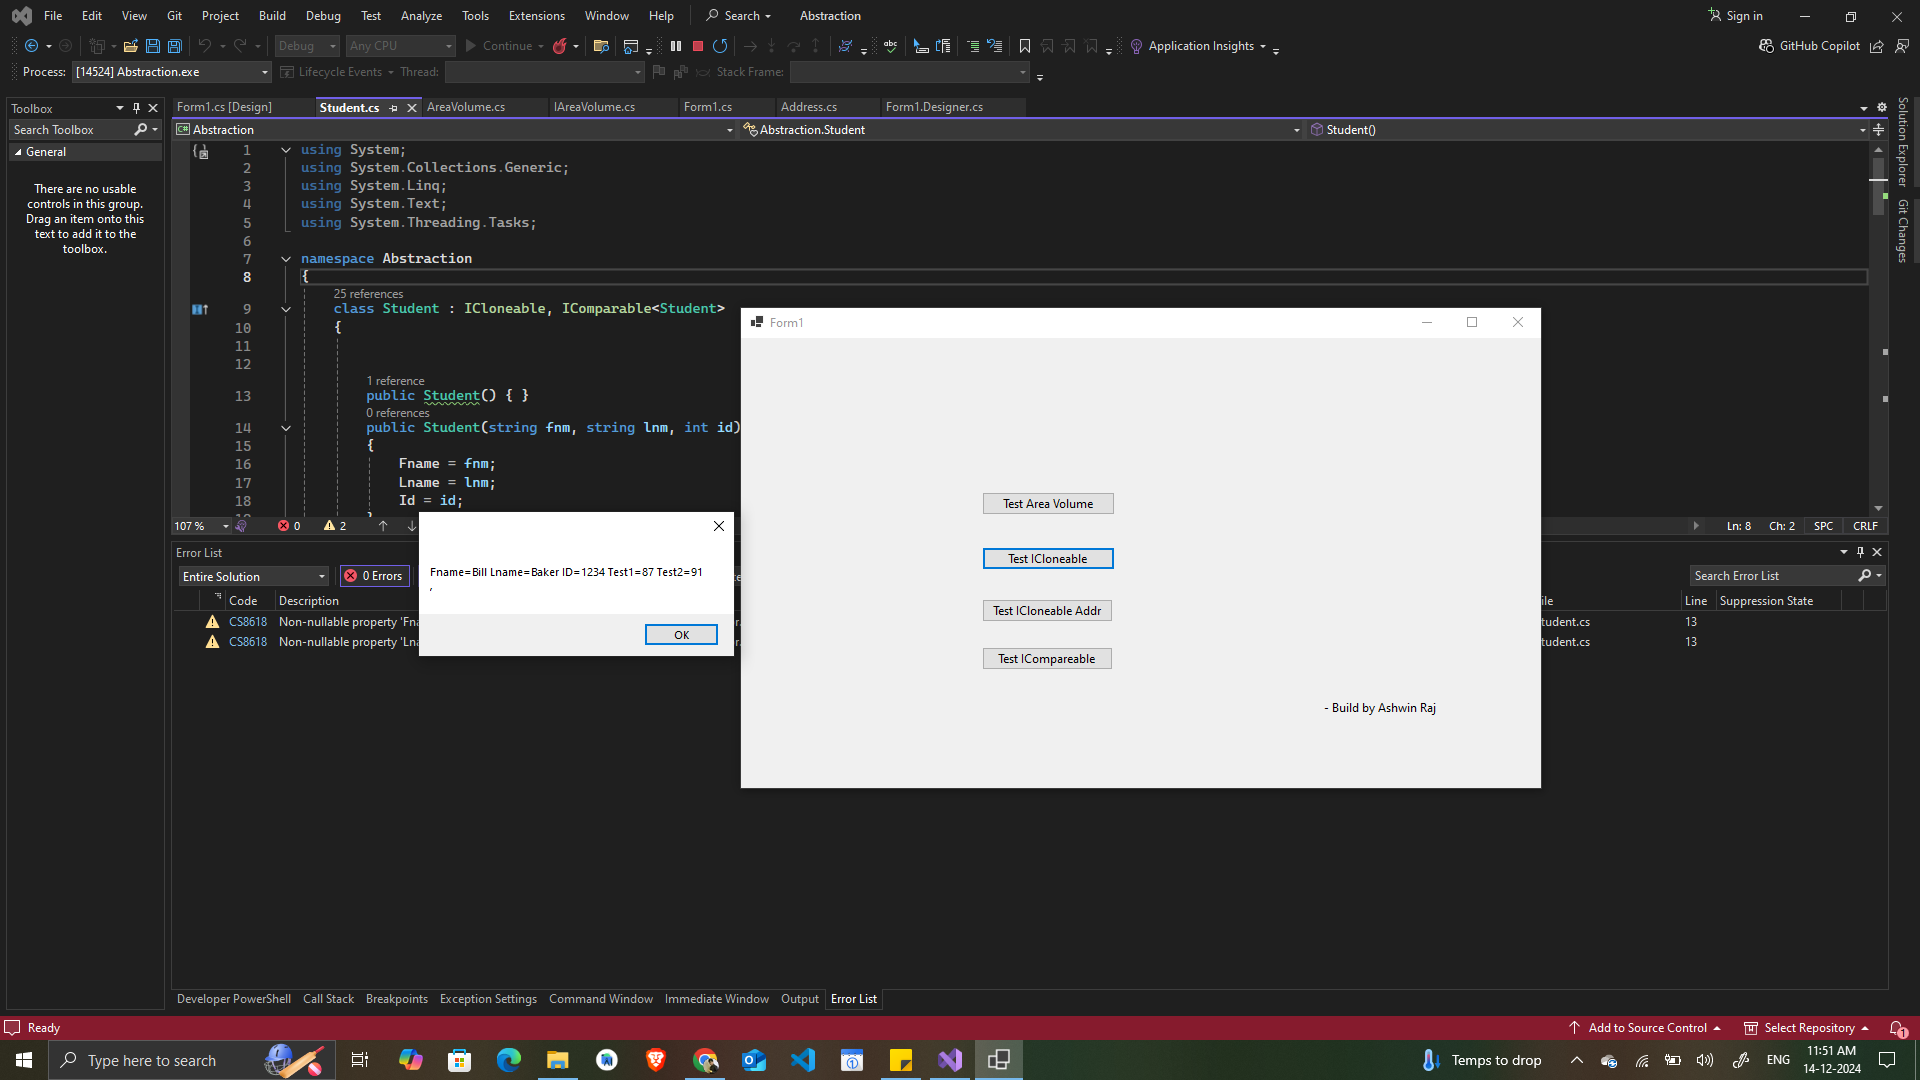 File Edit View Git Project Build Debug Test Analyze Tools Extensions Window Help Search Abstraction Sign in
Debug Any CPU Continue Application Insights GitHub Copilot
Process: [14524] Abstraction.exe Lifecycle Events Thread: Stack Frame:
Toolbox
Search Toolbox
General
There are no usable
controls in this group.
Drag an item onto this
text to add it to the
toolbox.
Form1.cs [Design] Student.cs AreaVolume.cs IAreaVolume.cs Form1.cs Address.cs Form1.Designer.cs
Abstraction Abstraction.Student Student()
1 using System;
2 using System.Collections.Generic;
3 using System.Linq;
4 using System.Text;
5 using System.Threading.Tasks;
6
7 namespace Abstraction
8 {
25 references
9 class Student : ICloneable, IComparable<Student>
10 {
11
12
1 reference
13 public Student() { }
0 references
14 public Student(string fnm, string lnm, int id)
15 {
16 Fname = fnm;
17 Lname = lnm;
18 Id = id;
107 % 0 2 Ln: 8 Ch: 2 SPC CRLF
Solution Explorer
Git Changes
Form1
Test Area Volume
Test ICloneable
Test ICloneable Addr
Test ICompareable
- Build by Ashwin Raj
Fname=Bill Lname=Baker ID=1234 Test1=87 Test2=91
,
OK
Error List
Entire Solution 0 Errors Search Error List
Code Description Line Suppression State
CS8618 Non-nullable property 'Fna tudent.cs 13
CS8618 Non-nullable property 'Lna tudent.cs 13
Developer PowerShell Call Stack Breakpoints Exception Settings Command Window Immediate Window Output Error List
Ready Add to Source Control Select Repository 1
Type here to search Temps to drop ENG 11:51 AM
14-12-2024